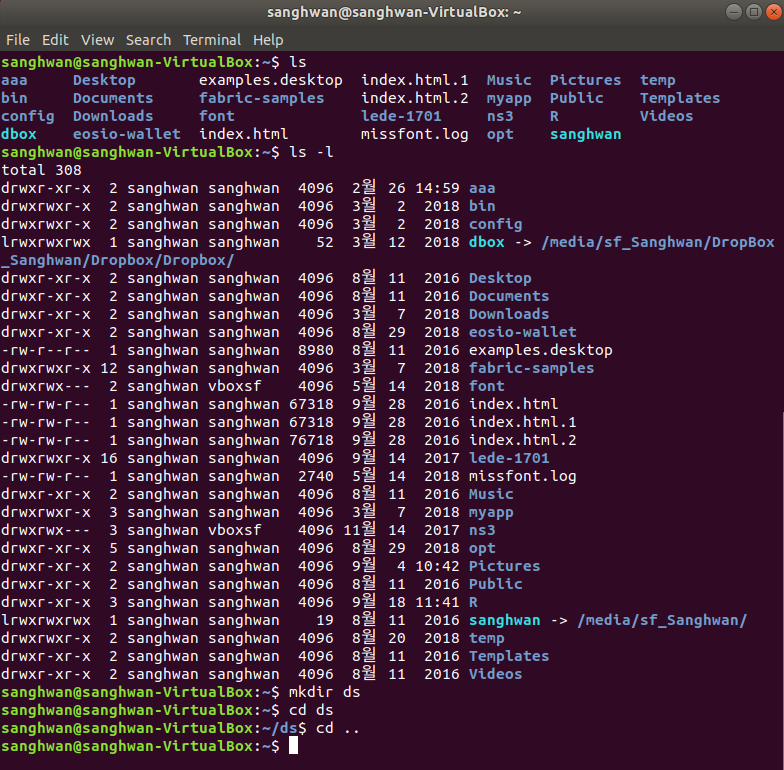 sanghwan@sanghwan-VirtualBox: ~
File Edit View Search Terminal Help
sanghwan@sanghwan-VirtualBox:~$ ls
aaa     Desktop       examples.desktop  index.html.1  Music  Pictures  temp
bin     Documents     fabric-samples    index.html.2  myapp  Public    Templates
config  Downloads     font              lede-1701     ns3    R         Videos
dbox    eosio-wallet  index.html        missfont.log  opt    sanghwan
sanghwan@sanghwan-VirtualBox:~$ ls -l
total 308
drwxr-xr-x  2 sanghwan sanghwan  4096  2월 26 14:59 aaa
drwxr-xr-x  2 sanghwan sanghwan  4096  3월  2  2018 bin
drwxr-xr-x  2 sanghwan sanghwan  4096  3월  2  2018 config
lrwxrwxrwx  1 sanghwan sanghwan    52  3월 12  2018 dbox -> /media/sf_Sanghwan/DropBox
_Sanghwan/Dropbox/Dropbox/
drwxr-xr-x  2 sanghwan sanghwan  4096  8월 11  2016 Desktop
drwxr-xr-x  2 sanghwan sanghwan  4096  8월 11  2016 Documents
drwxr-xr-x  2 sanghwan sanghwan  4096  3월  7  2018 Downloads
drwxr-xr-x  2 sanghwan sanghwan  4096  8월 29  2018 eosio-wallet
-rw-r--r--  1 sanghwan sanghwan  8980  8월 11  2016 examples.desktop
drwxrwxr-x 12 sanghwan sanghwan  4096  3월  7  2018 fabric-samples
drwxrwx---  2 sanghwan vboxsf    4096  5월 14  2018 font
-rw-rw-r--  1 sanghwan sanghwan 67318  9월 28  2016 index.html
-rw-rw-r--  1 sanghwan sanghwan 67318  9월 28  2016 index.html.1
-rw-rw-r--  1 sanghwan sanghwan 76718  9월 28  2016 index.html.2
drwxrwxr-x 16 sanghwan sanghwan  4096  9월 14  2017 lede-1701
-rw-rw-r--  1 sanghwan sanghwan  2740  5월 14  2018 missfont.log
drwxr-xr-x  2 sanghwan sanghwan  4096  8월 11  2016 Music
drwxrwxr-x  3 sanghwan sanghwan  4096  3월  7  2018 myapp
drwxrwx---  3 sanghwan vboxsf    4096 11월 14  2017 ns3
drwxr-xr-x  5 sanghwan sanghwan  4096  8월 29  2018 opt
drwxr-xr-x  2 sanghwan sanghwan  4096  9월  4 10:42 Pictures
drwxr-xr-x  2 sanghwan sanghwan  4096  8월 11  2016 Public
drwxr-xr-x  3 sanghwan sanghwan  4096  9월 18 11:41 R
lrwxrwxrwx  1 sanghwan sanghwan    19  8월 11  2016 sanghwan -> /media/sf_Sanghwan/
drwxrwxr-x  2 sanghwan sanghwan  4096  8월 20  2018 temp
drwxr-xr-x  2 sanghwan sanghwan  4096  8월 11  2016 Templates
drwxr-xr-x  2 sanghwan sanghwan  4096  8월 11  2016 Videos
sanghwan@sanghwan-VirtualBox:~$ mkdir ds
sanghwan@sanghwan-VirtualBox:~$ cd ds
sanghwan@sanghwan-VirtualBox:~/ds$ cd ..
sanghwan@sanghwan-VirtualBox:~$